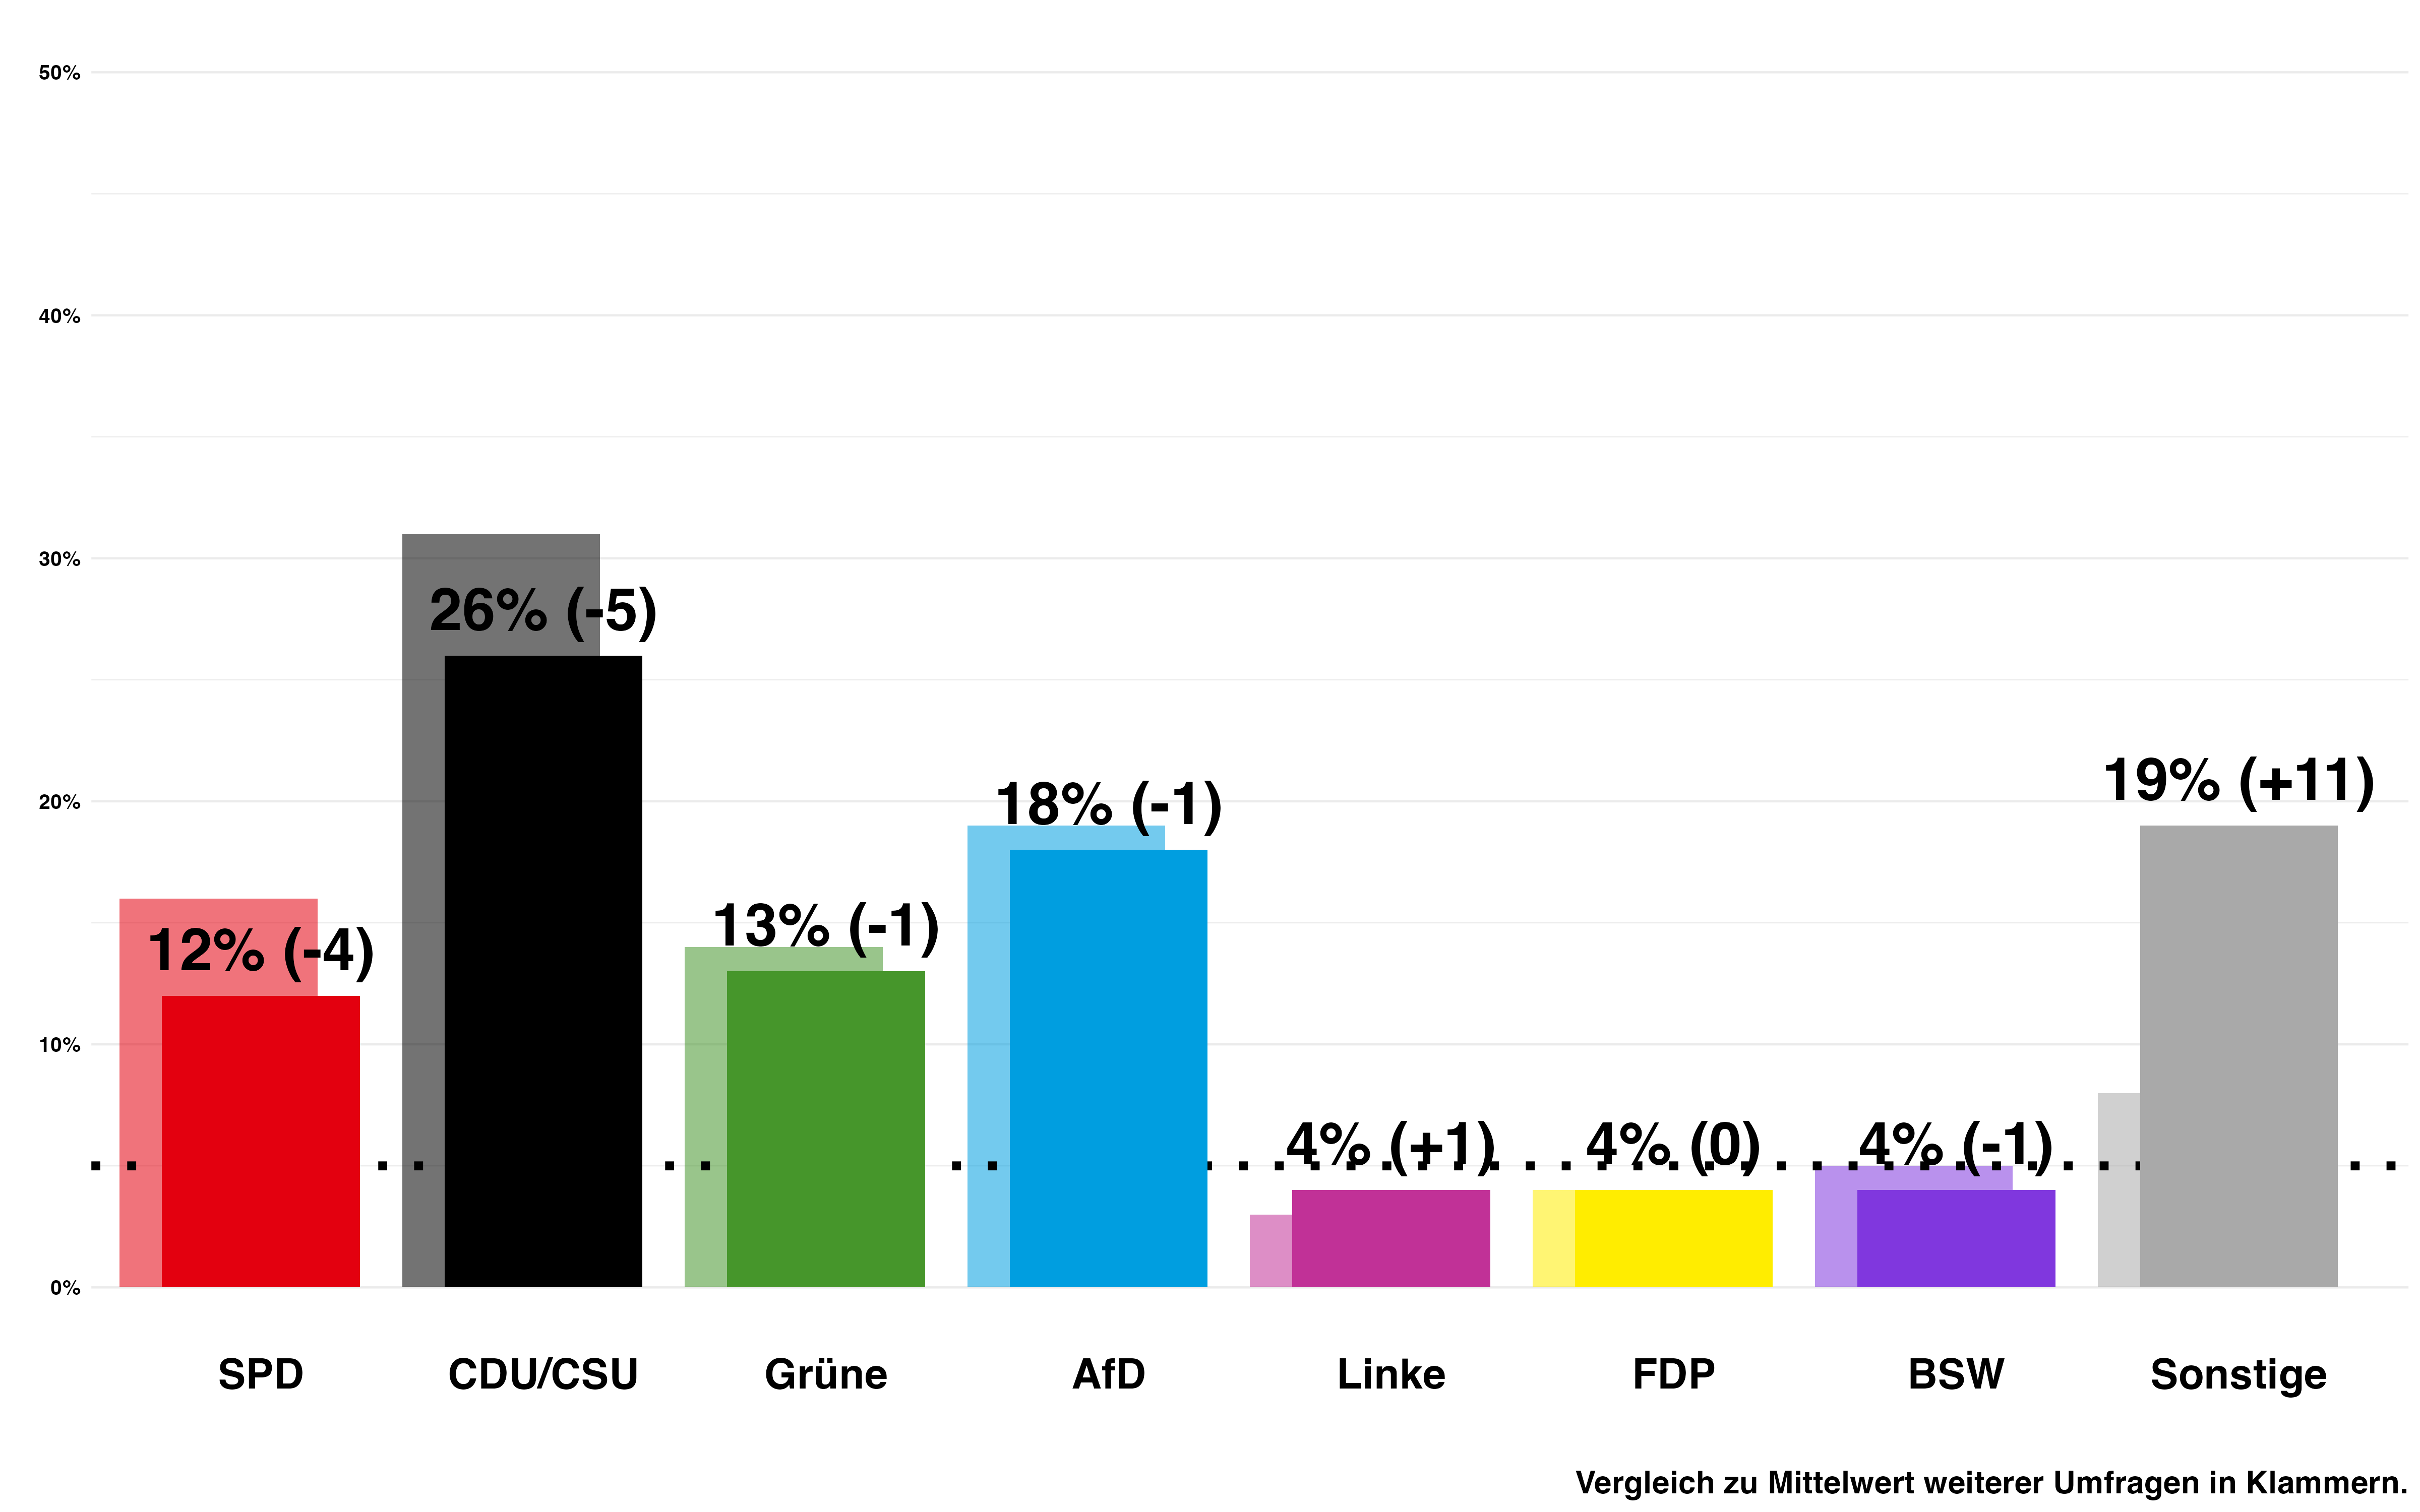 50%
40%
30%
20%
10%
0%
12% (-4)
26% (-5)
13% (-1)
18% (-1)
4% (+1)
4% (0)
4% (-1)
19% (+11)
SPD
CDU/CSU
Grüne
AfD
Linke
FDP
BSW
Sonstige
Vergleich zu Mittelwert weiterer Umfragen in Klammern.